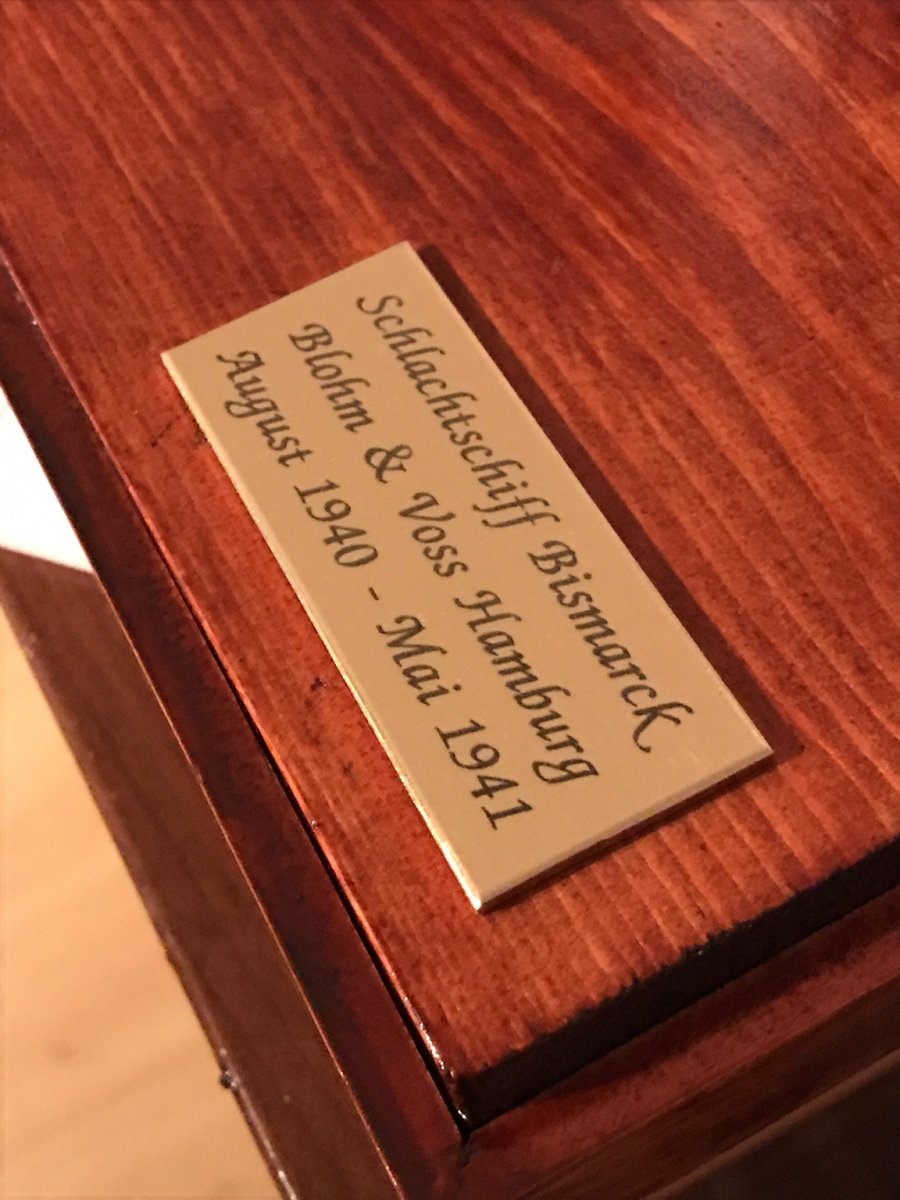 Schlachtschiff Bismarck
Blohm & Voss Hamburg
August 1940 - Mai 1941